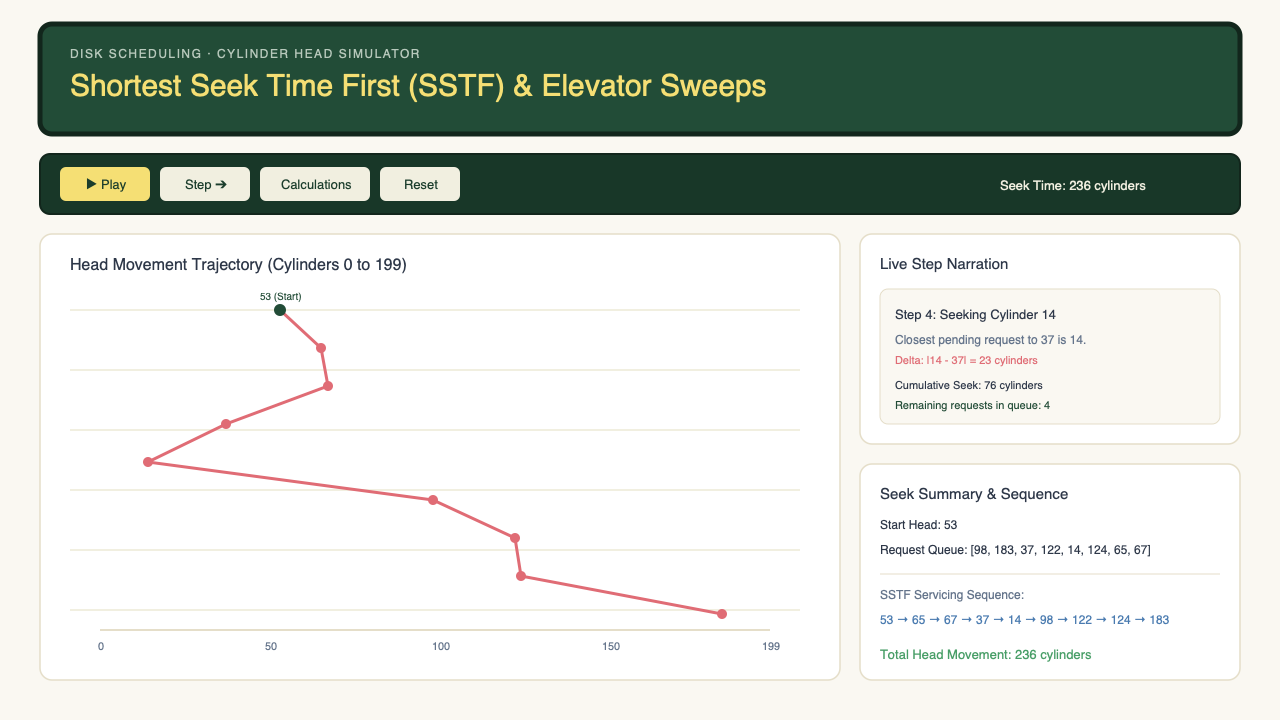 DISK SCHEDULING · CYLINDER HEAD SIMULATOR
Shortest Seek Time First (SSTF) & Elevator Sweeps
▶ Play
Step ➔
Calculations
Reset
Seek Time: 236 cylinders
Head Movement Trajectory (Cylinders 0 to 199)
53 (Start)
0
50
100
150
199
Live Step Narration
Step 4: Seeking Cylinder 14
Closest pending request to 37 is 14.
Delta: |14 - 37| = 23 cylinders
Cumulative Seek: 76 cylinders
Remaining requests in queue: 4
Seek Summary & Sequence
Start Head: 53
Request Queue: [98, 183, 37, 122, 14, 124, 65, 67]
SSTF Servicing Sequence:
53 → 65 → 67 → 37 → 14 → 98 → 122 → 124 → 183
Total Head Movement: 236 cylinders